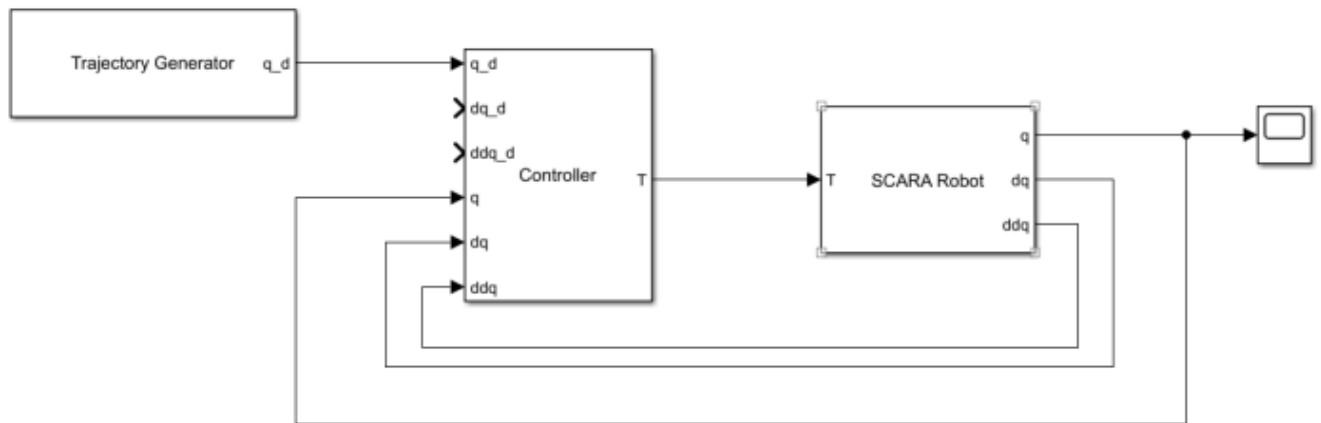 Trajectory Generator
q_d
q_d
dq_d
ddq_d
q
dq
ddq
Controller
T
T
SCARA Robot
q
dq
ddq